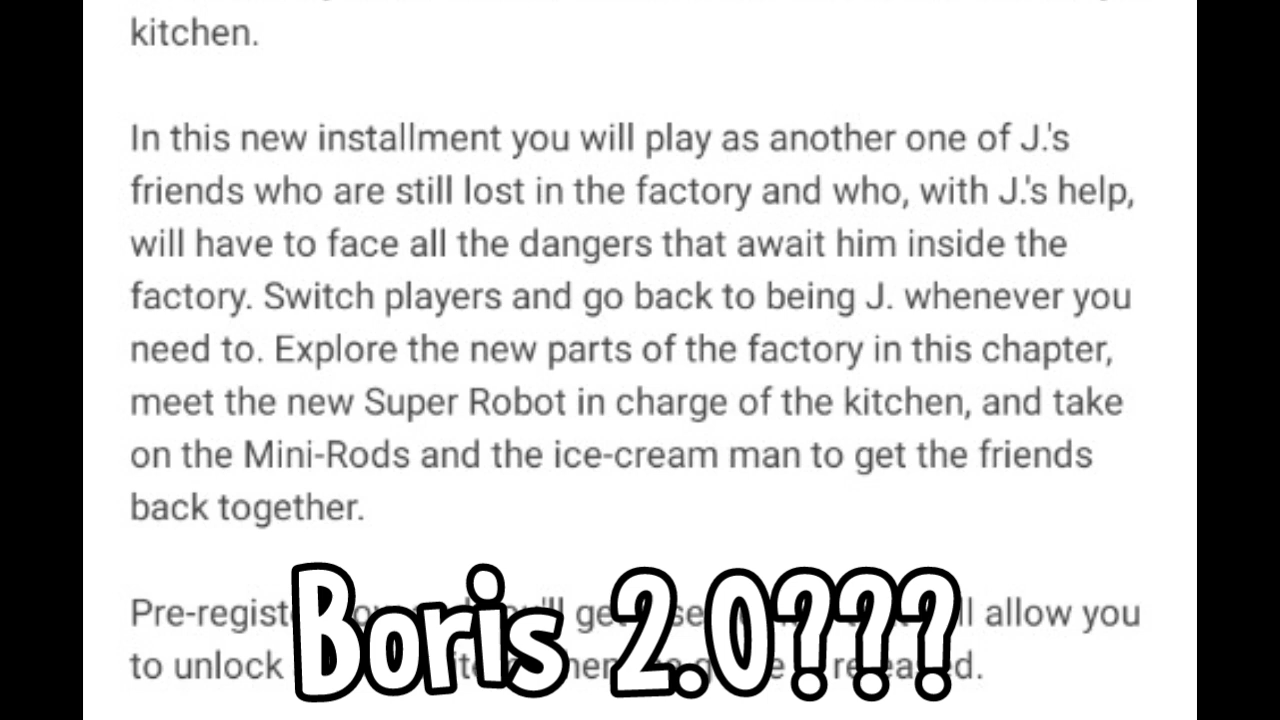 kitchen.
In this new installment you will play as another one of J.'s
friends who are still lost in the factory and who, with J.'s help,
will have to face all the dangers that await him inside the
factory. Switch players and go back to being J. whenever you
need to. Explore the new parts of the factory in this chapter,
meet the new Super Robot in charge of the kitchen, and take
on the Mini-Rods and the ice-cream man to get the friends
back together.
allow you
to unlock
Boris 2.0???